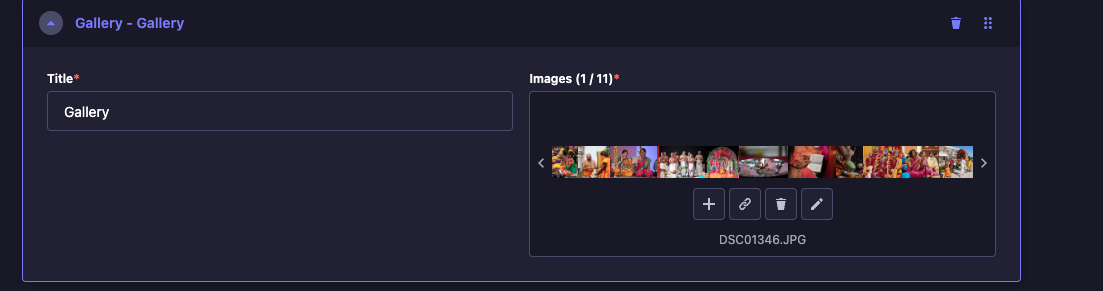 Gallery - Gallery
Title*
Images (1 / 11)*
Gallery
DSC01346.JPG